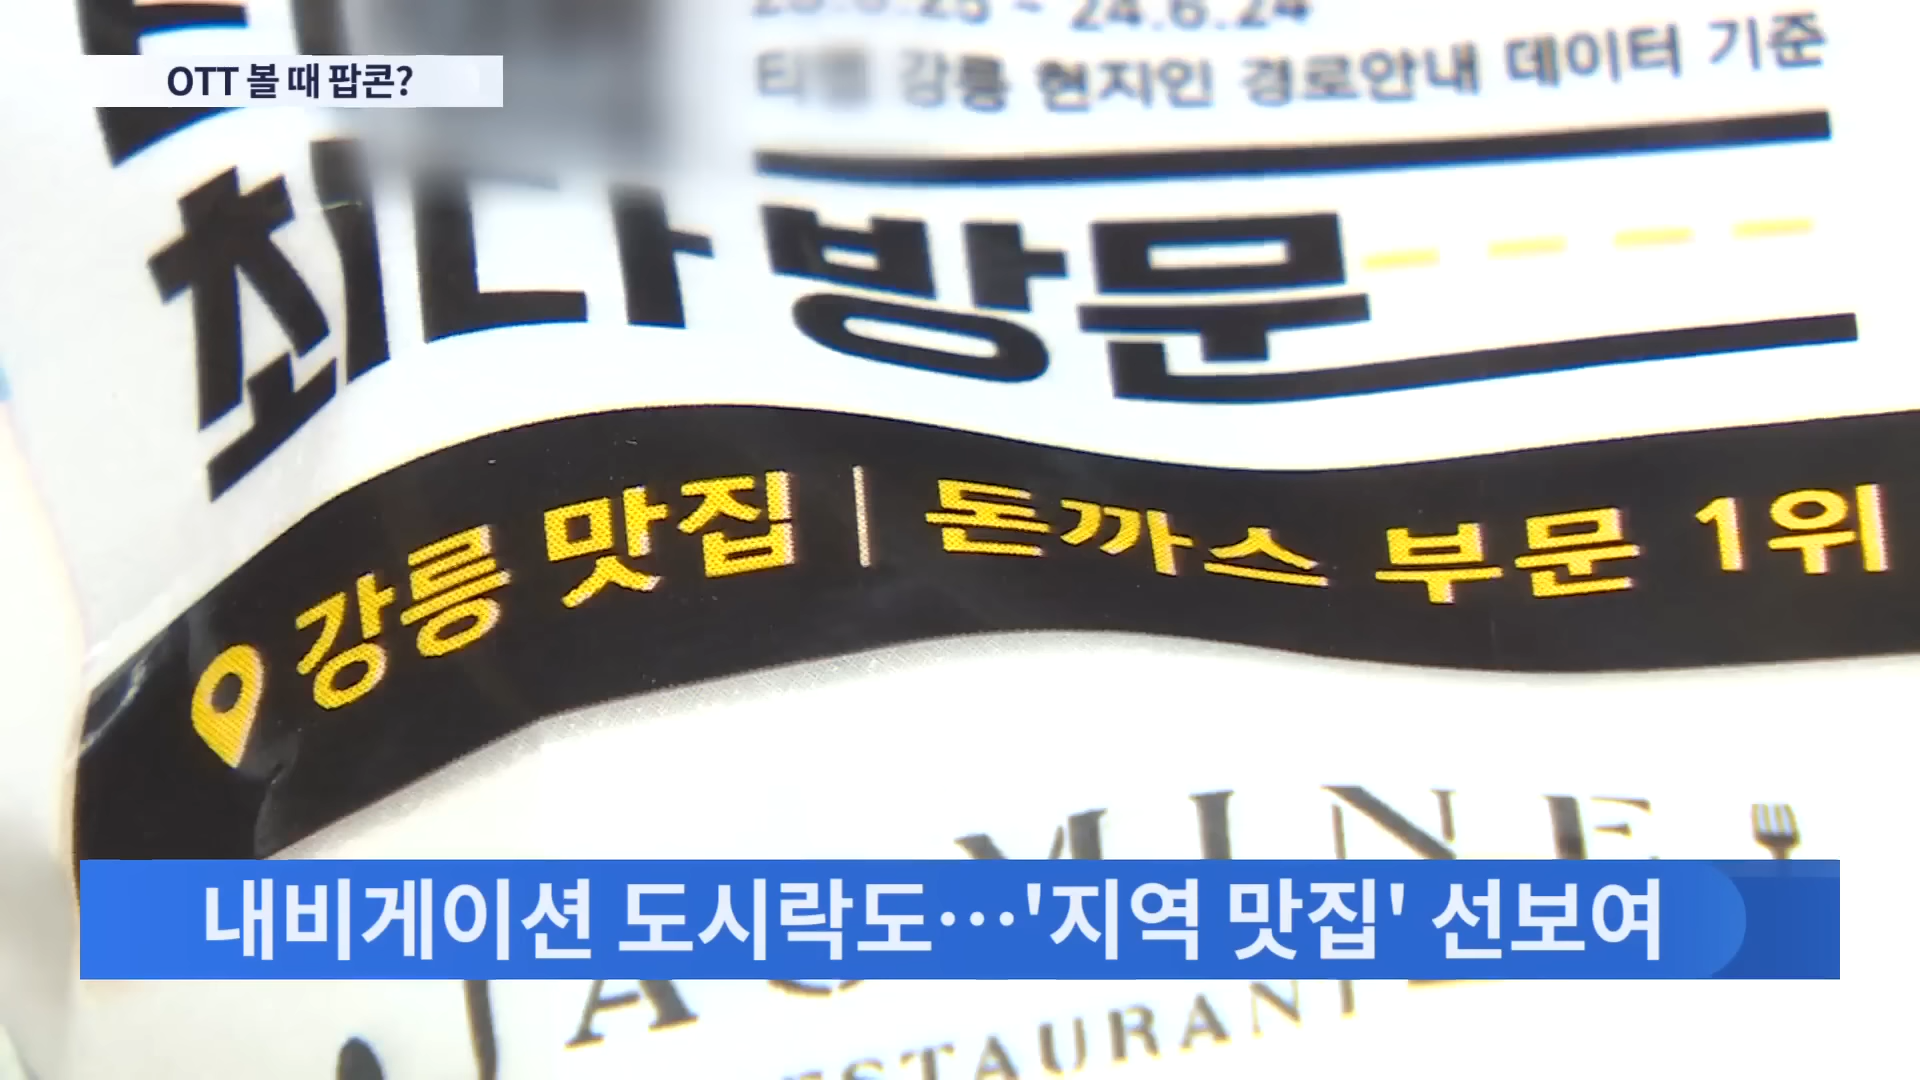 OTT 볼 때 팝콘?
24.6.24
강릉 현지인 경로안내 데이터 기준
최다 방문
강릉 맛집 | 돈까스 부문 1위
내비게이션 도시락도…'지역 맛집' 선보여